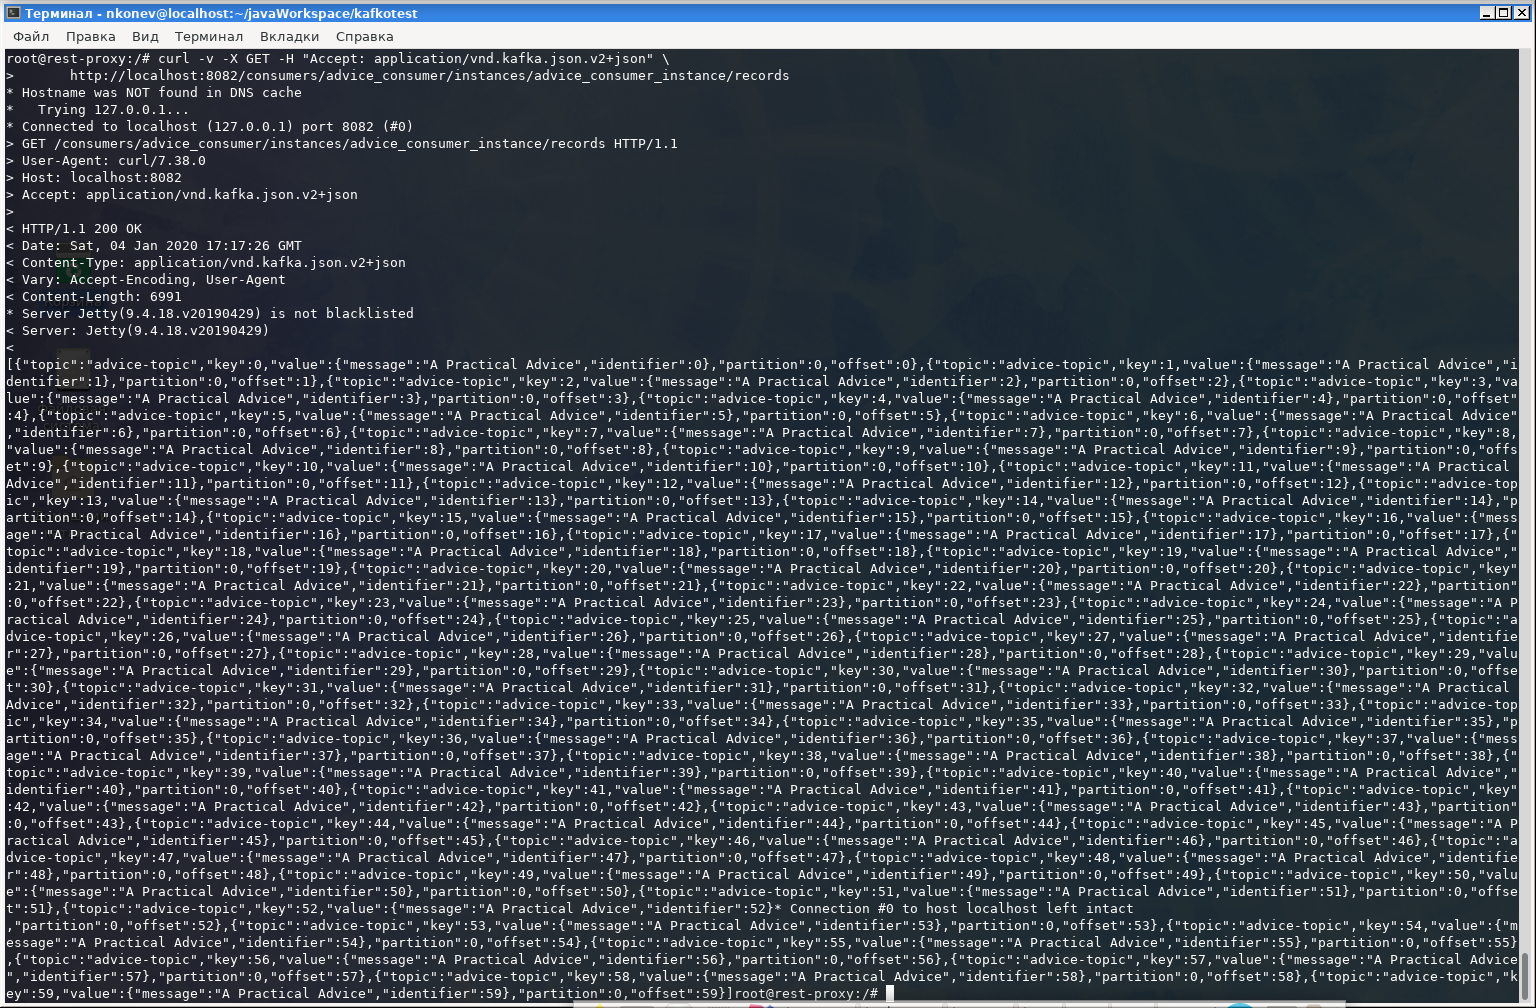 Терминал - nkonev@localhost:~/javaWorkspace/kafkotest
Файл Правка Вид Терминал Вкладки Справка
root@rest-proxy:/# curl -v -X GET -H "Accept: application/vnd.kafka.json.v2+json" \
>       http://localhost:8082/consumers/advice_consumer/instances/advice_consumer_instance/records
* Hostname was NOT found in DNS cache
*   Trying 127.0.0.1...
* Connected to localhost (127.0.0.1) port 8082 (#0)
> GET /consumers/advice_consumer/instances/advice_consumer_instance/records HTTP/1.1
> User-Agent: curl/7.38.0
> Host: localhost:8082
> Accept: application/vnd.kafka.json.v2+json
>
< HTTP/1.1 200 OK
< Date: Sat, 04 Jan 2020 17:17:26 GMT
< Content-Type: application/vnd.kafka.json.v2+json
< Vary: Accept-Encoding, User-Agent
< Content-Length: 6991
* Server Jetty(9.4.18.v20190429) is not blacklisted
< Server: Jetty(9.4.18.v20190429)
<
[{"topic":"advice-topic","key":0,"value":{"message":"A Practical Advice","identifier":0},"partition":0,"offset":0},{"topic":"advice-topic","key":1,"value":{"message":"A Practical Advice","i
dentifier":1},"partition":0,"offset":1},{"topic":"advice-topic","key":2,"value":{"message":"A Practical Advice","identifier":2},"partition":0,"offset":2},{"topic":"advice-topic","key":3,"va
lue":{"message":"A Practical Advice","identifier":3},"partition":0,"offset":3},{"topic":"advice-topic","key":4,"value":{"message":"A Practical Advice","identifier":4},"partition":0,"offset"
:4},{"topic":"advice-topic","key":5,"value":{"message":"A Practical Advice","identifier":5},"partition":0,"offset":5},{"topic":"advice-topic","key":6,"value":{"message":"A Practical Advice"
,"identifier":6},"partition":0,"offset":6},{"topic":"advice-topic","key":7,"value":{"message":"A Practical Advice","identifier":7},"partition":0,"offset":7},{"topic":"advice-topic","key":8,
"value":{"message":"A Practical Advice","identifier":8},"partition":0,"offset":8},{"topic":"advice-topic","key":9,"value":{"message":"A Practical Advice","identifier":9},"partition":0,"offs
et":9},{"topic":"advice-topic","key":10,"value":{"message":"A Practical Advice","identifier":10},"partition":0,"offset":10},{"topic":"advice-topic","key":11,"value":{"message":"A Practical 
Advice","identifier":11},"partition":0,"offset":11},{"topic":"advice-topic","key":12,"value":{"message":"A Practical Advice","identifier":12},"partition":0,"offset":12},{"topic":"advice-top
ic","key":13,"value":{"message":"A Practical Advice","identifier":13},"partition":0,"offset":13},{"topic":"advice-topic","key":14,"value":{"message":"A Practical Advice","identifier":14},"p
artition":0,"offset":14},{"topic":"advice-topic","key":15,"value":{"message":"A Practical Advice","identifier":15},"partition":0,"offset":15},{"topic":"advice-topic","key":16,"value":{"mess
age":"A Practical Advice","identifier":16},"partition":0,"offset":16},{"topic":"advice-topic","key":17,"value":{"message":"A Practical Advice","identifier":17},"partition":0,"offset":17},{"
topic":"advice-topic","key":18,"value":{"message":"A Practical Advice","identifier":18},"partition":0,"offset":18},{"topic":"advice-topic","key":19,"value":{"message":"A Practical Advice","
identifier":19},"partition":0,"offset":19},{"topic":"advice-topic","key":20,"value":{"message":"A Practical Advice","identifier":20},"partition":0,"offset":20},{"topic":"advice-topic","key"
:21,"value":{"message":"A Practical Advice","identifier":21},"partition":0,"offset":21},{"topic":"advice-topic","key":22,"value":{"message":"A Practical Advice","identifier":22},"partition"
:0,"offset":22},{"topic":"advice-topic","key":23,"value":{"message":"A Practical Advice","identifier":23},"partition":0,"offset":23},{"topic":"advice-topic","key":24,"value":{"message":"A P
ractical Advice","identifier":24},"partition":0,"offset":24},{"topic":"advice-topic","key":25,"value":{"message":"A Practical Advice","identifier":25},"partition":0,"offset":25},{"topic":"a
dvice-topic","key":26,"value":{"message":"A Practical Advice","identifier":26},"partition":0,"offset":26},{"topic":"advice-topic","key":27,"value":{"message":"A Practical Advice","identifie
r":27},"partition":0,"offset":27},{"topic":"advice-topic","key":28,"value":{"message":"A Practical Advice","identifier":28},"partition":0,"offset":28},{"topic":"advice-topic","key":29,"valu
e":{"message":"A Practical Advice","identifier":29},"partition":0,"offset":29},{"topic":"advice-topic","key":30,"value":{"message":"A Practical Advice","identifier":30},"partition":0,"offse
t":30},{"topic":"advice-topic","key":31,"value":{"message":"A Practical Advice","identifier":31},"partition":0,"offset":31},{"topic":"advice-topic","key":32,"value":{"message":"A Practical 
Advice","identifier":32},"partition":0,"offset":32},{"topic":"advice-topic","key":33,"value":{"message":"A Practical Advice","identifier":33},"partition":0,"offset":33},{"topic":"advice-top
ic","key":34,"value":{"message":"A Practical Advice","identifier":34},"partition":0,"offset":34},{"topic":"advice-topic","key":35,"value":{"message":"A Practical Advice","identifier":35},"p
artition":0,"offset":35},{"topic":"advice-topic","key":36,"value":{"message":"A Practical Advice","identifier":36},"partition":0,"offset":36},{"topic":"advice-topic","key":37,"value":{"mess
age":"A Practical Advice","identifier":37},"partition":0,"offset":37},{"topic":"advice-topic","key":38,"value":{"message":"A Practical Advice","identifier":38},"partition":0,"offset":38},{"
topic":"advice-topic","key":39,"value":{"message":"A Practical Advice","identifier":39},"partition":0,"offset":39},{"topic":"advice-topic","key":40,"value":{"message":"A Practical Advice","
identifier":40},"partition":0,"offset":40},{"topic":"advice-topic","key":41,"value":{"message":"A Practical Advice","identifier":41},"partition":0,"offset":41},{"topic":"advice-topic","key"
:42,"value":{"message":"A Practical Advice","identifier":42},"partition":0,"offset":42},{"topic":"advice-topic","key":43,"value":{"message":"A Practical Advice","identifier":43},"partition"
:0,"offset":43},{"topic":"advice-topic","key":44,"value":{"message":"A Practical Advice","identifier":44},"partition":0,"offset":44},{"topic":"advice-topic","key":45,"value":{"message":"A P
ractical Advice","identifier":45},"partition":0,"offset":45},{"topic":"advice-topic","key":46,"value":{"message":"A Practical Advice","identifier":46},"partition":0,"offset":46},{"topic":"a
dvice-topic","key":47,"value":{"message":"A Practical Advice","identifier":47},"partition":0,"offset":47},{"topic":"advice-topic","key":48,"value":{"message":"A Practical Advice","identifie
r":48},"partition":0,"offset":48},{"topic":"advice-topic","key":49,"value":{"message":"A Practical Advice","identifier":49},"partition":0,"offset":49},{"topic":"advice-topic","key":50,"valu
e":{"message":"A Practical Advice","identifier":50},"partition":0,"offset":50},{"topic":"advice-topic","key":51,"value":{"message":"A Practical Advice","identifier":51},"partition":0,"offse
t":51},{"topic":"advice-topic","key":52,"value":{"message":"A Practical Advice","identifier":52}* Connection #0 to host localhost left intact
,"partition":0,"offset":52},{"topic":"advice-topic","key":53,"value":{"message":"A Practical Advice","identifier":53},"partition":0,"offset":53},{"topic":"advice-topic","key":54,"value":{"m
essage":"A Practical Advice","identifier":54},"partition":0,"offset":54},{"topic":"advice-topic","key":55,"value":{"message":"A Practical Advice","identifier":55},"partition":0,"offset":55}
,{"topic":"advice-topic","key":56,"value":{"message":"A Practical Advice","identifier":56},"partition":0,"offset":56},{"topic":"advice-topic","key":57,"value":{"message":"A Practical Advice
","identifier":57},"partition":0,"offset":57},{"topic":"advice-topic","key":58,"value":{"message":"A Practical Advice","identifier":58},"partition":0,"offset":58},{"topic":"advice-topic","k
ey":59,"value":{"message":"A Practical Advice","identifier":59},"partition":0,"offset":59}]root@rest-proxy:/#